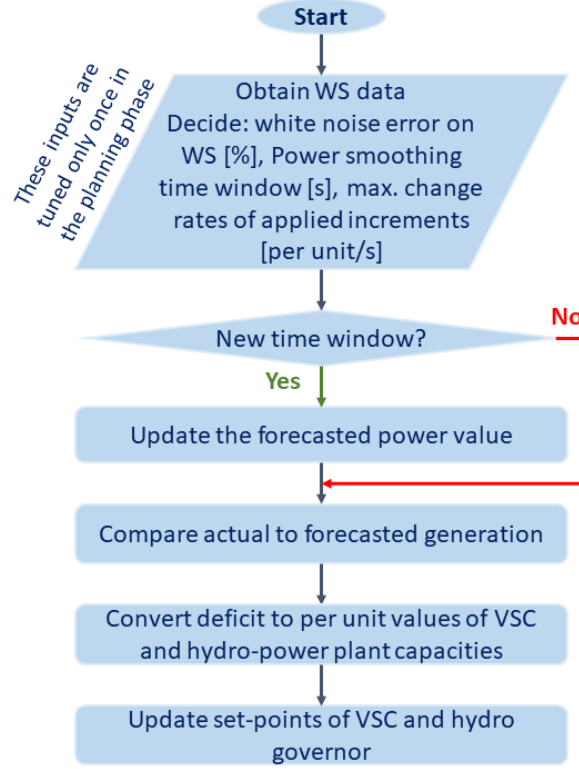 Start
These inputs are
tuned only once in
the planning phase
Obtain WS data
Decide: white noise error on
WS [%], Power smoothing
time window [s], max. change
rates of applied increments
[per unit/s]
New time window?
No
Yes
Update the forecasted power value
Compare actual to forecasted generation
Convert deficit to per unit values of VSC
and hydro-power plant capacities
Update set-points of VSC and hydro
governor